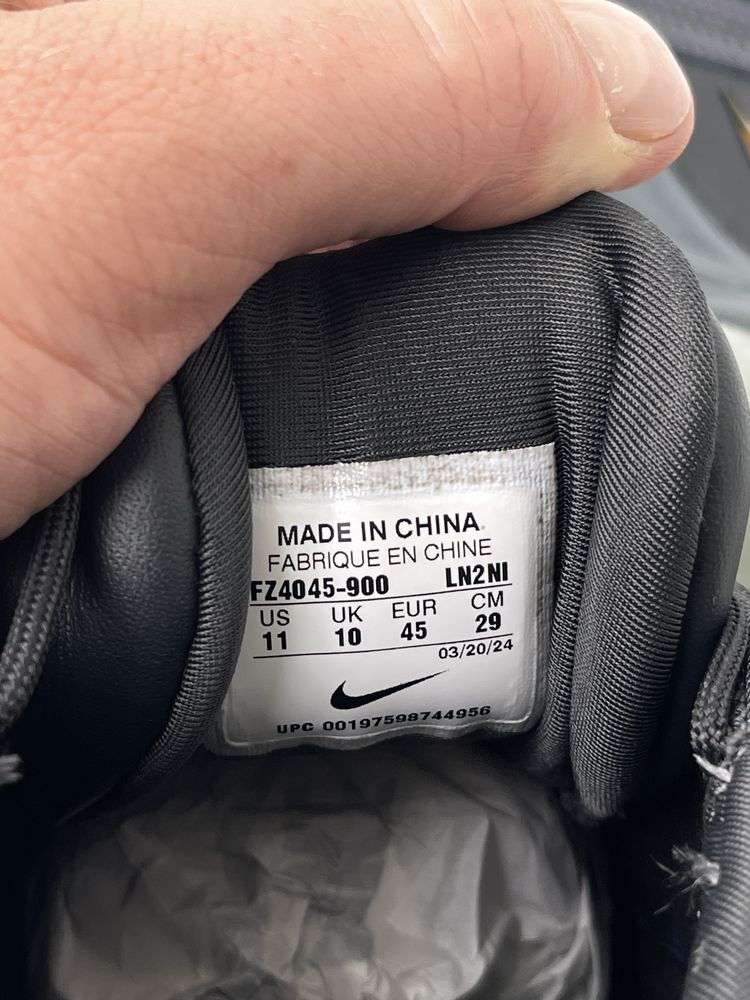 MADE IN CHINA
FABRIQUE EN CHINE
FZ4045-900 LN2NI
US UK EUR CM
11 10 45 29
03/20/24
UPC 00197598744956